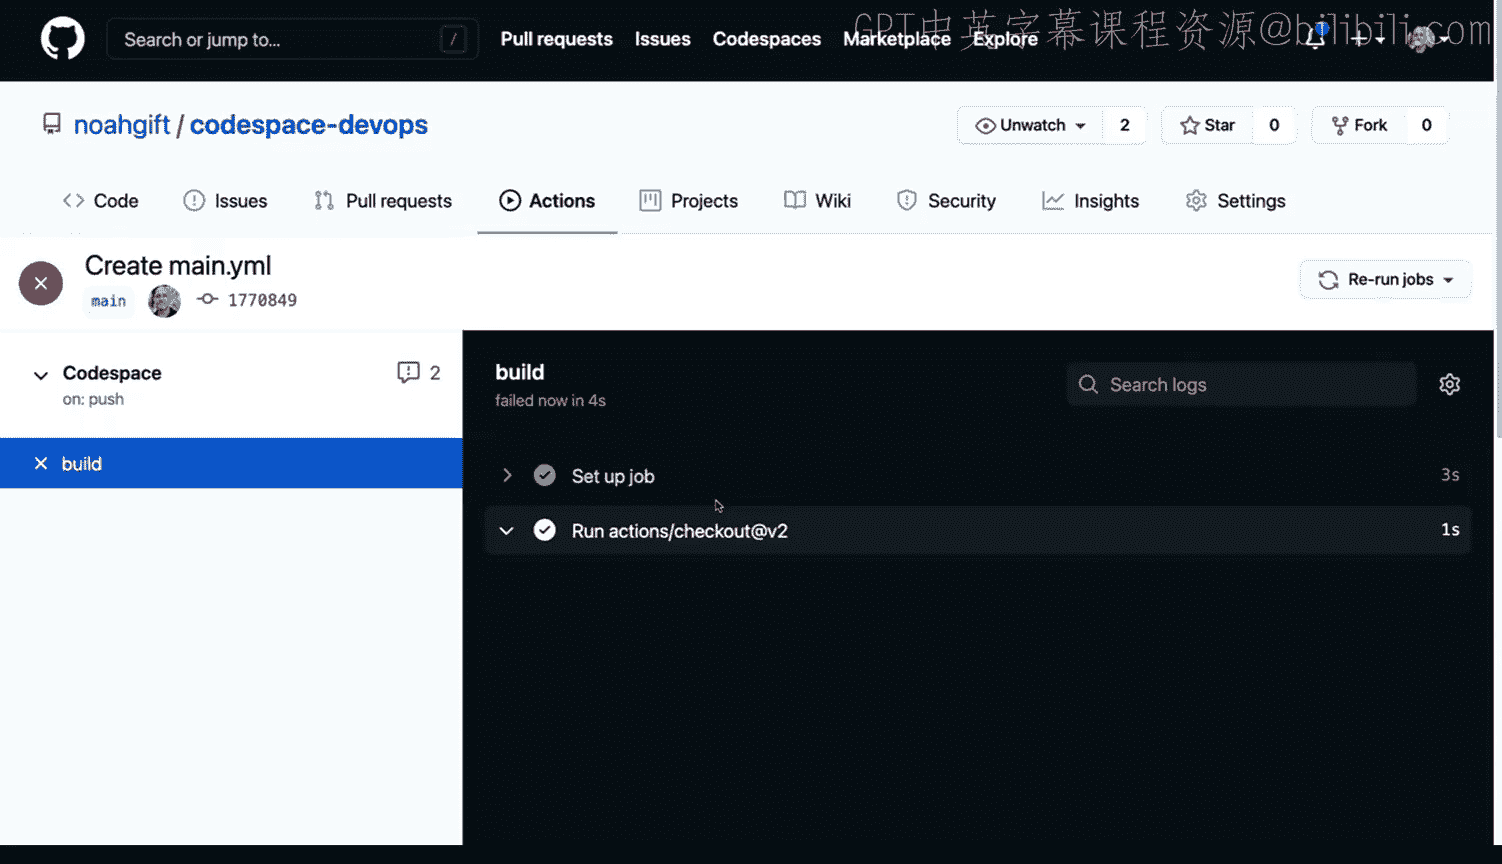 GPT中英字幕课程资源@bilibili.com
Search or jump to... / Pull requests Issues Codespaces Marketplace Explore
noahgift / codespace-devops Unwatch 2 Star 0 Fork 0
Code Issues Pull requests Actions Projects Wiki Security Insights Settings
Create main.yml
main 1770849 Re-run jobs
Codespace 2
on: push
build
build
failed now in 4s
Search logs
Set up job 3s
Run actions/checkout@v2 1s